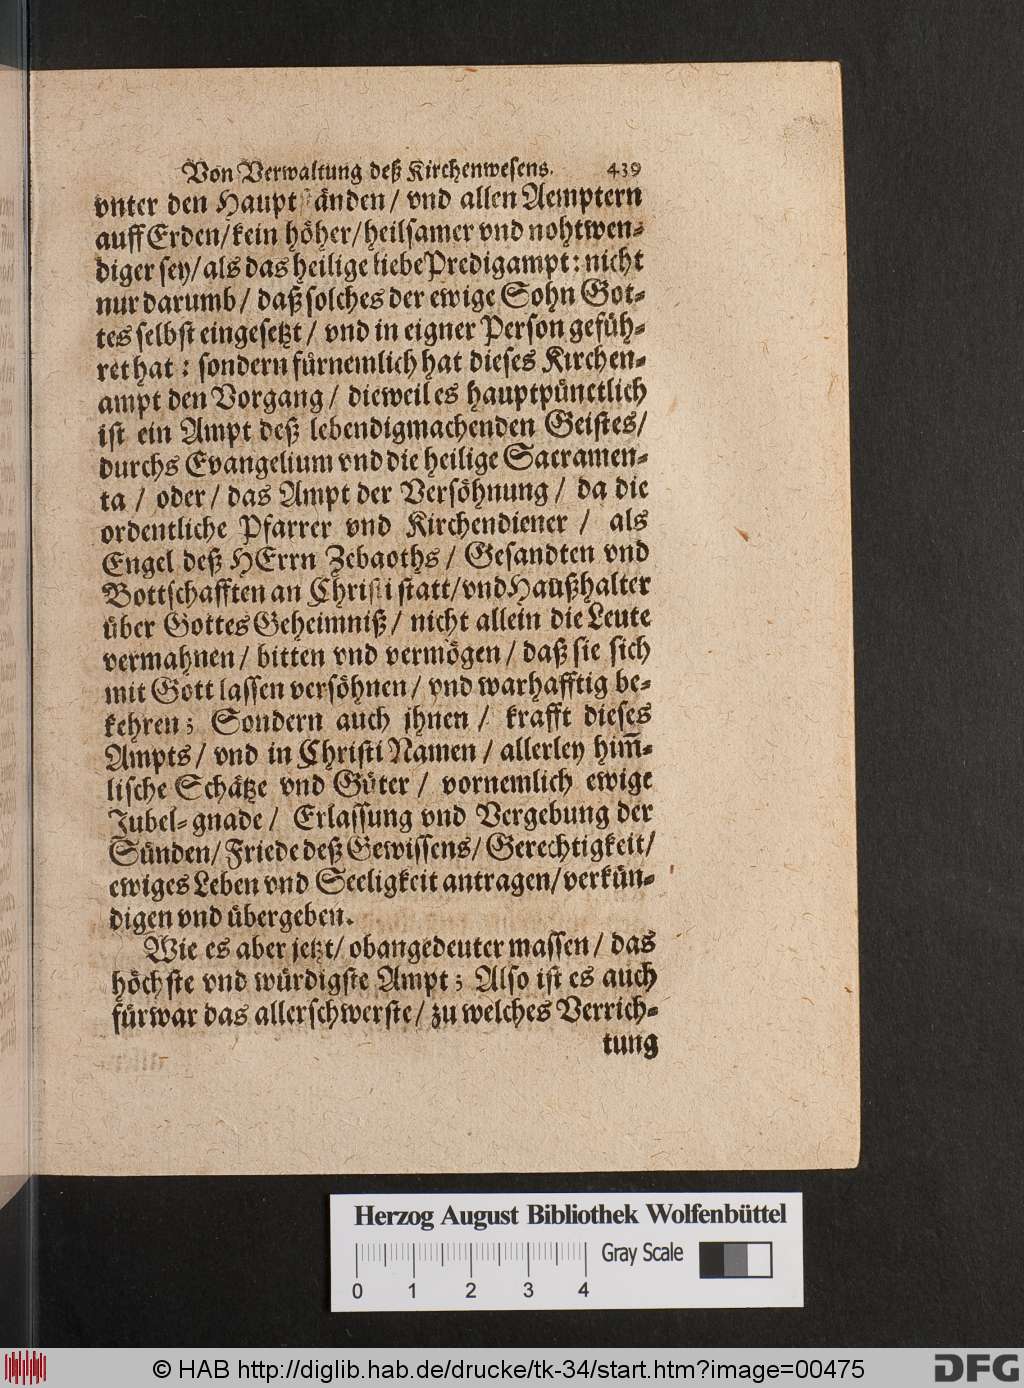 Von Verwaltung deß Kirchenwesens. 439
vnter den Hauptständen / vnd allen Aemptern
auff Erden / kein höher / heilsamer vnd nohtwen-
diger sey / als das heilige liebe Predigampt: nicht
nur darumb / daß solches der ewige Sohn Got-
tes selbst eingesetzt / vnd in eigner Person gefüh-
ret hat: sondern fürnemlich hat dieses Kirchen-
ampt den Vorgang / dieweil es hauptpünctlich
ist ein Ampt deß lebendigmachenden Geistes /
durchs Evangelium vnd die heilige Sacramen-
ta / oder / das Ampt der Versöhnung / da die
ordentliche Pfarrer vnd Kirchendiener / als
Engel deß HErrn Zebaoths / Gesandten vnd
Bottschafften an Christi statt / vnd Haußhalter
über Gottes Geheimniß / nicht allein die Leute
vermahnen / bitten vnd vermögen / daß sie sich
mit Gott lassen versöhnen / vnd warhafftig be-
kehren; Sondern auch ihnen / krafft dieses
Ampts / vnd in Christi Namen / allerley him̄-
lische Schätze vnd Güter / vornemlich ewige
Jubel-gnade / Erlassung vnd Vergebung der
Sünden / Friede deß Gewissens / Gerechtigkeit /
ewiges Leben vnd Seeligkeit antragen / verkün-
digen vnd übergeben.
Wie es aber jetzt / obangedeuter massen / das
höchste vnd würdigste Ampt; Also ist es auch
fürwar das allerschwerste / zu welches Verrich-
tung
Herzog August Bibliothek Wolfenbüttel
Gray Scale
0 1 2 3 4
© HAB http://diglib.hab.de/drucke/tk-34/start.htm?image=00475
DFG